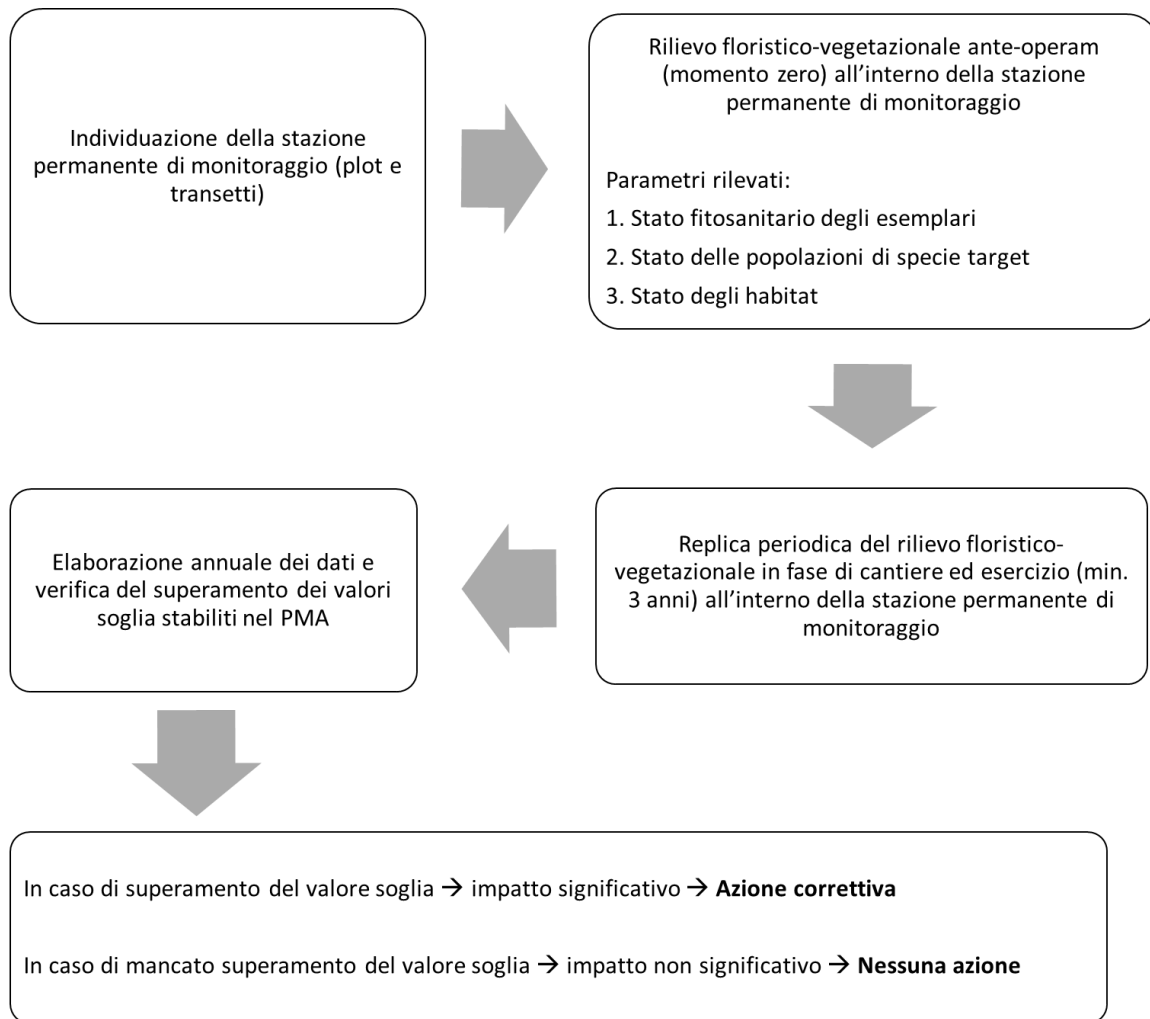 Individuazione della stazione
permanente di monitoraggio (plot e
transetti)
Rilievo floristico-vegetazionale ante-operam
(momento zero) all’interno della stazione
permanente di monitoraggio
Parametri rilevati:
1. Stato fitosanitario degli esemplari
2. Stato delle popolazioni di specie target
3. Stato degli habitat
Replica periodica del rilievo floristico-
vegetazionale in fase di cantiere ed esercizio (min.
3 anni) all’interno della stazione permanente di
monitoraggio
Elaborazione annuale dei dati e
verifica del superamento dei valori
soglia stabiliti nel PMA
In caso di superamento del valore soglia → impatto significativo → Azione correttiva
In caso di mancato superamento del valore soglia → impatto non significativo → Nessuna azione